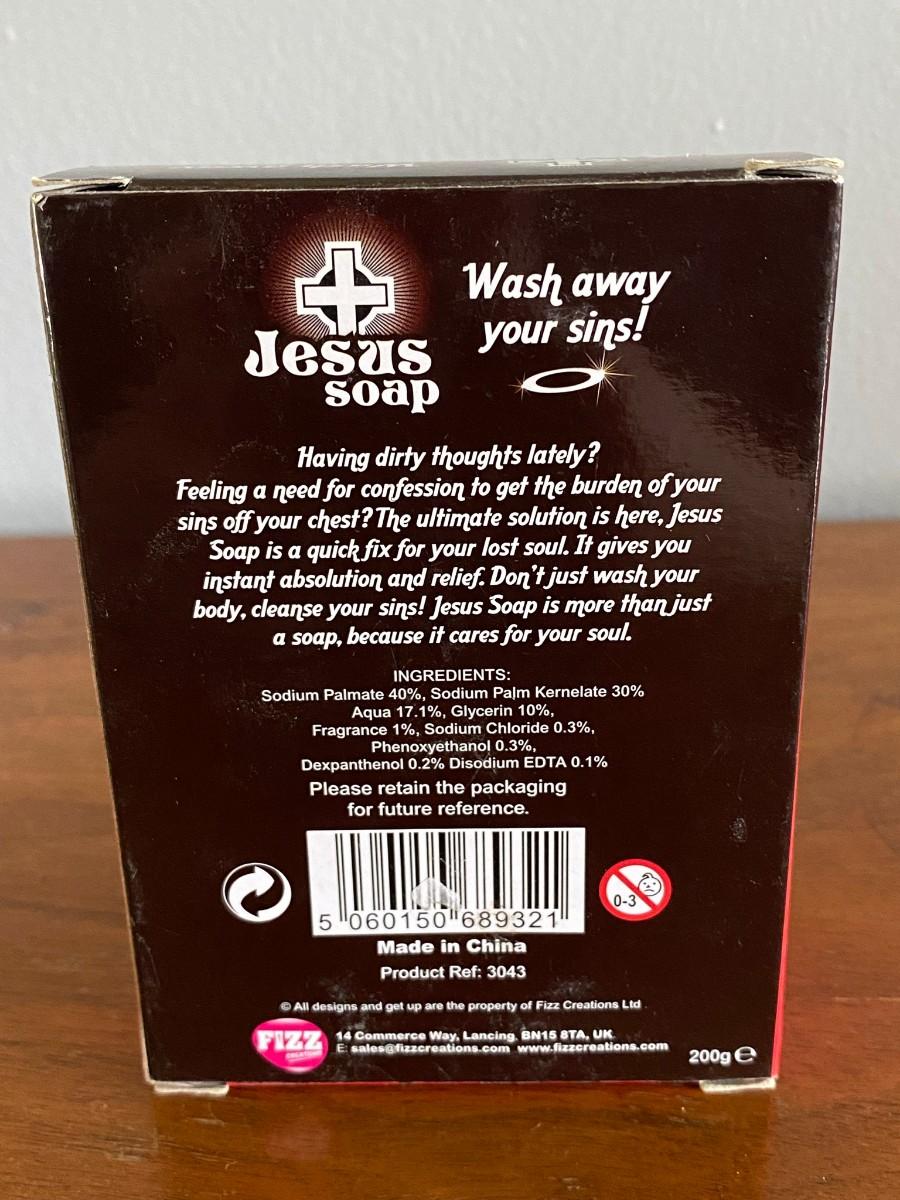 Jesus
soap
Wash away
your sins!
Having dirty thoughts lately?
Feeling a need for confession to get the burden of your
sins off your chest? The ultimate solution is here, Jesus
Soap is a quick fix for your lost soul. It gives you
instant absolution and relief. Don't just wash your
body, cleanse your sins! Jesus Soap is more than just
a soap, because it cares for your soul.
INGREDIENTS:
Sodium Palmate 40%, Sodium Palm Kernelate 30%
Aqua 17.1%, Glycerin 10%,
Fragrance 1%, Sodium Chloride 0.3%,
Phenoxyethanol 0.3%,
Dexpanthenol 0.2% Disodium EDTA 0.1%
Please retain the packaging
for future reference.
0-3
5 060150 689321
Made in China
Product Ref: 3043
© All designs and get up are the property of Fizz Creations Ltd
FIZZ
CREATIONS
14 Commerce Way, Lancing, BN15 8TA, UK.
E: sales@fizzcreations.com www.fizzcreations.com
200g ℮